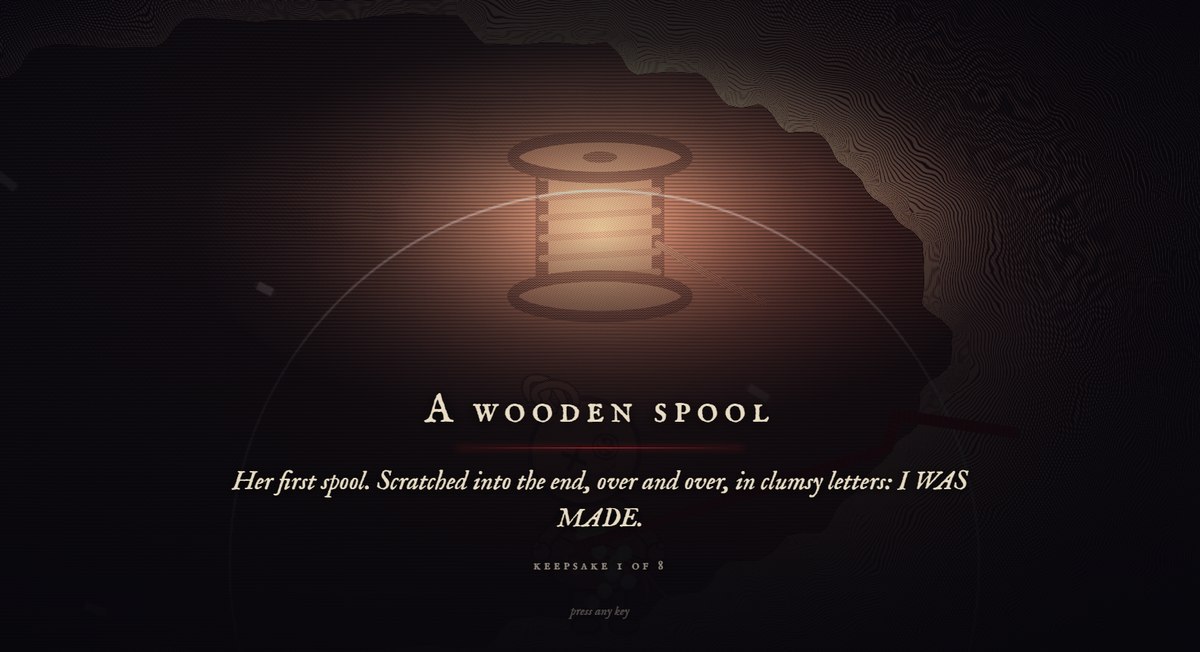 A WOODEN SPOOL
Her first spool. Scratched into the end, over and over, in clumsy letters: I WAS
MADE.
KEEPSAKE 1 OF 8
press any key